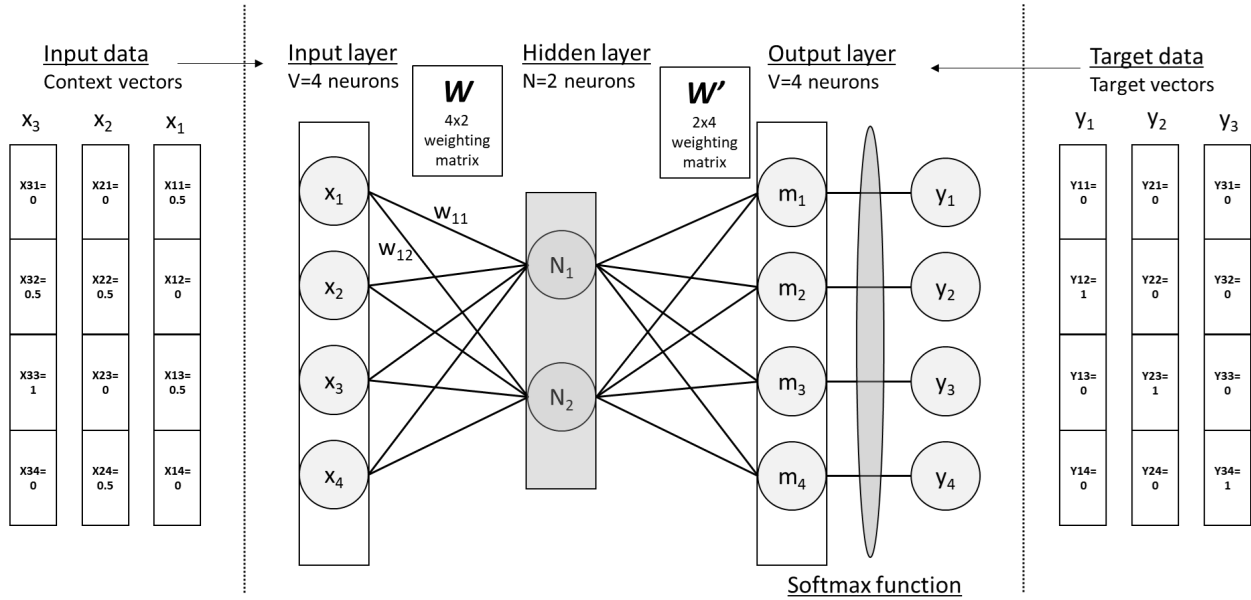 Input data
Context vectors
x3
x2
x1
X31=
0
X21=
0
X11=
0.5
X32=
0.5
X22=
0.5
X12=
0
X33=
1
X23=
0
X13=
0.5
X34=
0
X24=
0.5
X14=
0
Input layer
V=4 neurons
W
4x2
weighting
matrix
x1
x2
x3
x4
w11
w12
Hidden layer
N=2 neurons
N1
N2
W'
2x4
weighting
matrix
Output layer
V=4 neurons
m1
m2
m3
m4
y1
y2
y3
y4
Softmax function
Target data
Target vectors
y1
y2
y3
Y11=
0
Y21=
0
Y31=
0
Y12=
1
Y22=
0
Y32=
0
Y13=
0
Y23=
1
Y33=
0
Y14=
0
Y24=
0
Y34=
1